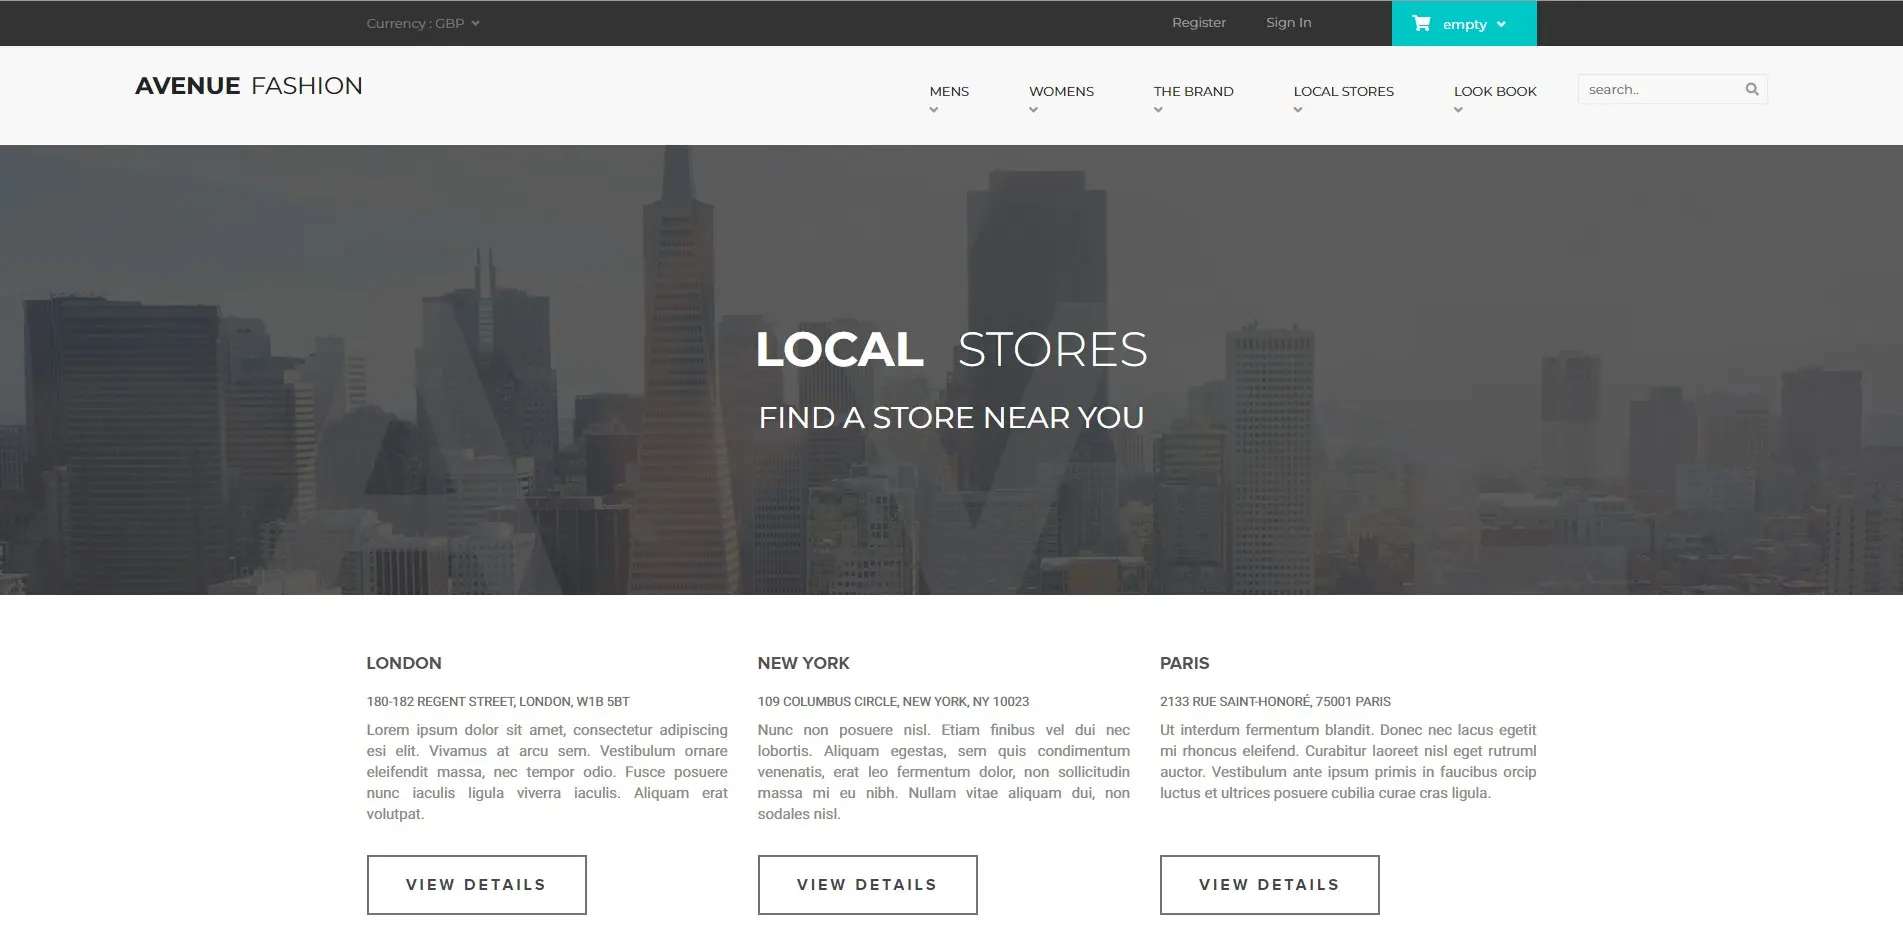 Currency : GBP
Register
Sign In
empty
AVENUE FASHION
MENS
WOMENS
THE BRAND
LOCAL STORES
LOOK BOOK
search..
LOCAL STORES
FIND A STORE NEAR YOU
LONDON
180-182 REGENT STREET, LONDON, W1B 5BT
Lorem ipsum dolor sit amet, consectetur adipiscing
esi elit. Vivamus at arcu sem. Vestibulum ornare
eleifendit massa, nec tempor odio. Fusce posuere
nunc iaculis ligula viverra iaculis. Aliquam erat
volutpat.
VIEW DETAILS
NEW YORK
109 COLUMBUS CIRCLE, NEW YORK, NY 10023
Nunc non posuere nisl. Etiam finibus vel dui nec
lobortis. Aliquam egestas, sem quis condimentum
venenatis, erat leo fermentum dolor, non sollicitudin
massa mi eu nibh. Nullam vitae aliquam dui, non
sodales nisl.
VIEW DETAILS
PARIS
2133 RUE SAINT-HONORÉ, 75001 PARIS
Ut interdum fermentum blandit. Donec nec lacus egetit
mi rhoncus eleifend. Curabitur laoreet nisl eget rutruml
auctor. Vestibulum ante ipsum primis in faucibus orcip
luctus et ultrices posuere cubilia curae cras ligula.
VIEW DETAILS